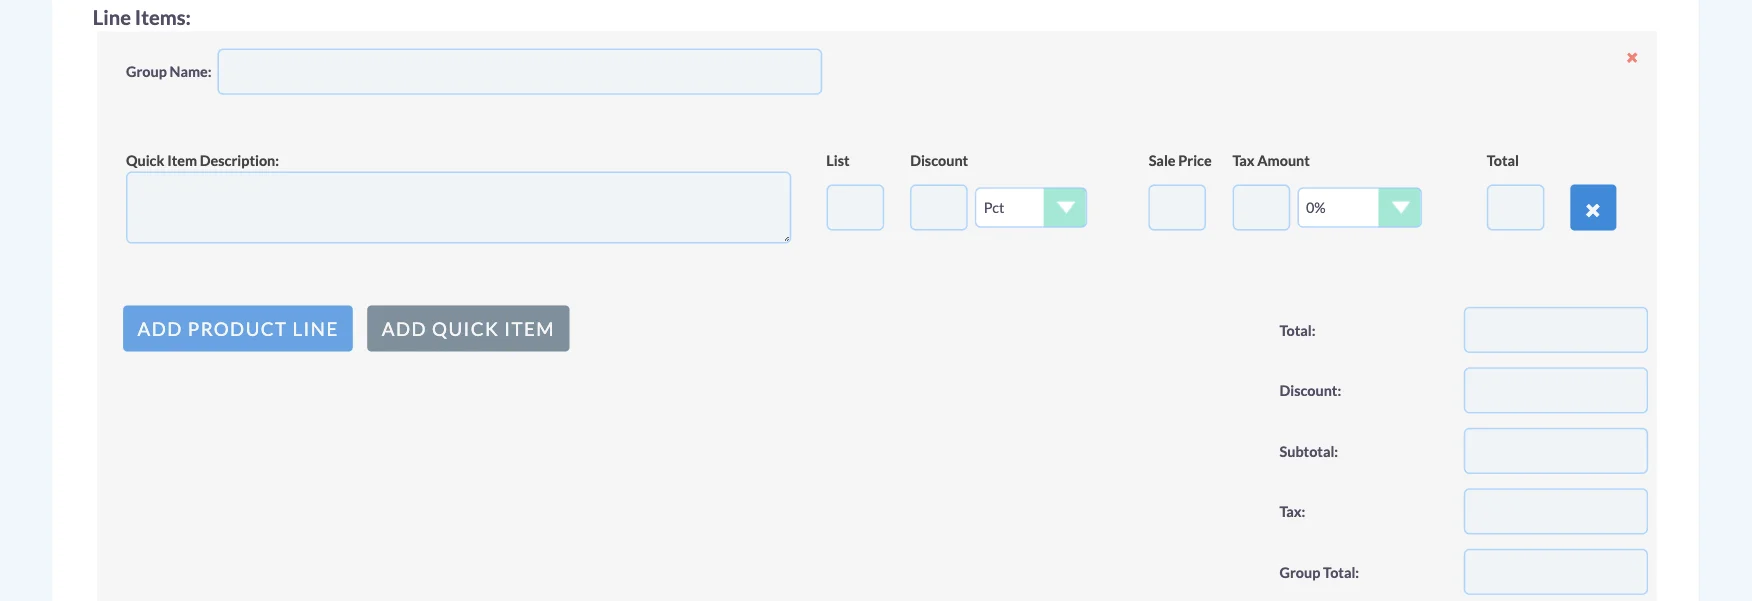 Line Items:
Group Name:
Quick Item Description: List Discount Sale Price Tax Amount Total
Pct 0%
ADD PRODUCT LINE ADD QUICK ITEM
Total:
Discount:
Subtotal:
Tax:
Group Total: